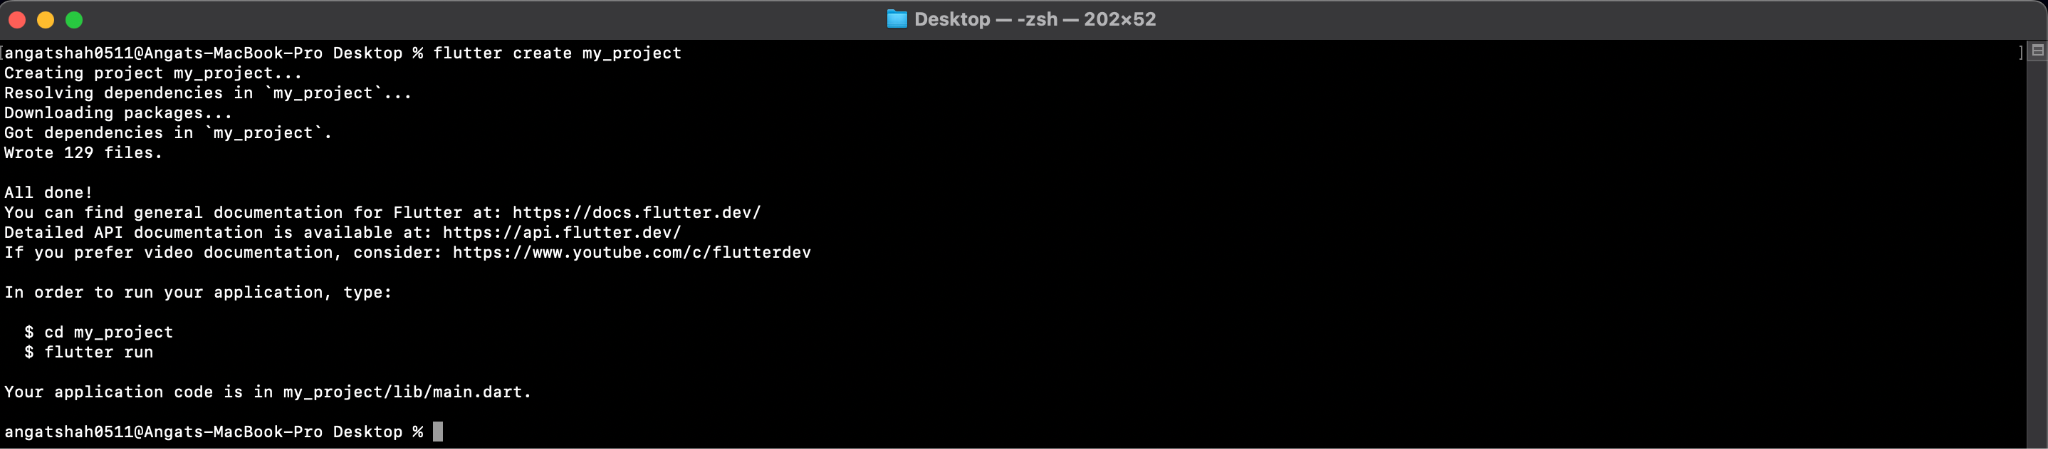 Desktop — -zsh — 202×52
[angatshah0511@Angats-MacBook-Pro Desktop % flutter create my_project ]
Creating project my_project...
Resolving dependencies in `my_project`...
Downloading packages...
Got dependencies in `my_project`.
Wrote 129 files.
All done!
You can find general documentation for Flutter at: https://docs.flutter.dev/
Detailed API documentation is available at: https://api.flutter.dev/
If you prefer video documentation, consider: https://www.youtube.com/c/flutterdev
In order to run your application, type:
$ cd my_project
$ flutter run
Your application code is in my_project/lib/main.dart.
angatshah0511@Angats-MacBook-Pro Desktop %